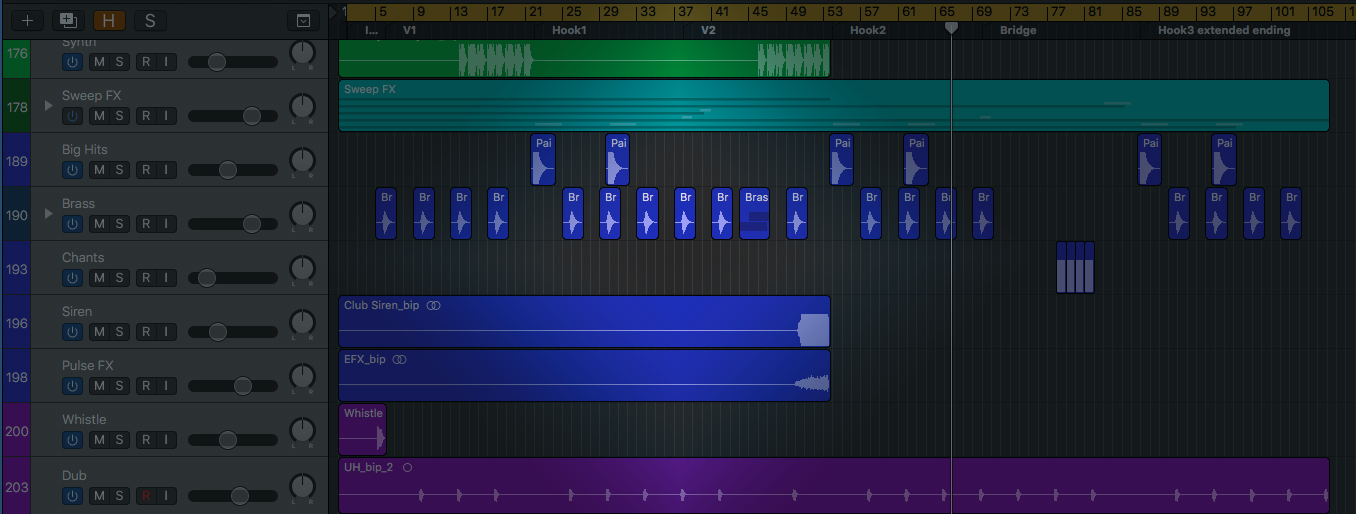 H S 1 5 9 13 17 21 25 29 33 37 41 45 49 53 57 61 65 69 73 77 81 85 89 93 97 101 105
I... V1 Hook1 V2 Hook2 Bridge Hook3 extended ending
176 Synth
M S R I L R
178 Sweep FX Sweep FX
M S R I L R
189 Big Hits Pai Pai Pai Pai Pai Pai
M S R I L R
190 Brass Br Br Br Br Br Br Br Br Br Bras Br Br Br Br Br Br Br Br Br
M S R I L R
193 Chants
M S R I L R
196 Siren Club Siren_bip
M S R I L R
198 Pulse FX EFX_bip
M S R I L R
200 Whistle Whistle
M S R I L R
203 Dub UH_bip_2
M S R I L R